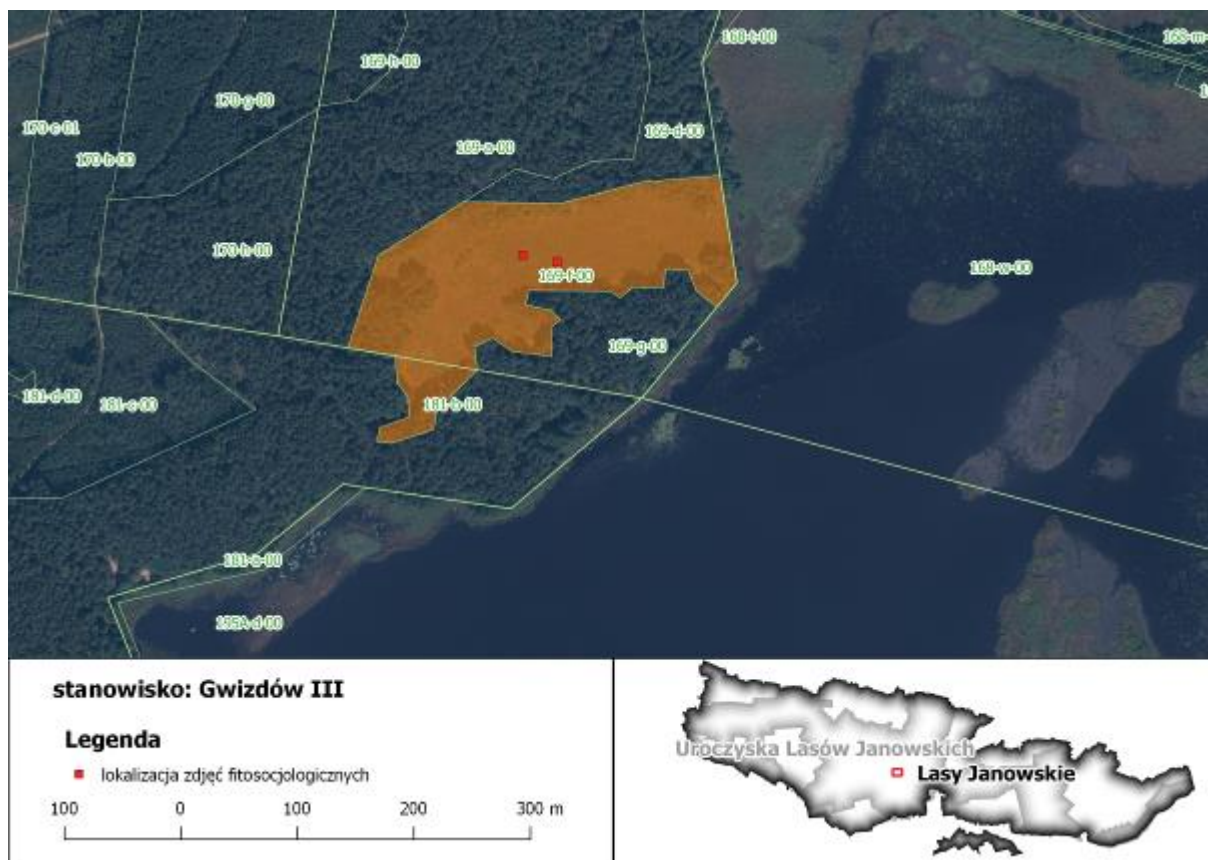 168-t-00
168-m-
169-h-00
170-g-00
170-c-01
170-b-00
169-a-00
169-d-00
170-h-00
169-f-00
168-w-00
169-g-00
181-d-00
181-c-00
181-b-00
181-a-00
195A-d-00
stanowisko: Gwizdów III
Legenda
lokalizacja zdjęć fitosocjologicznych
100 0 100 200 300 m
Uroczyska Lasów Janowskich
Lasy Janowskie